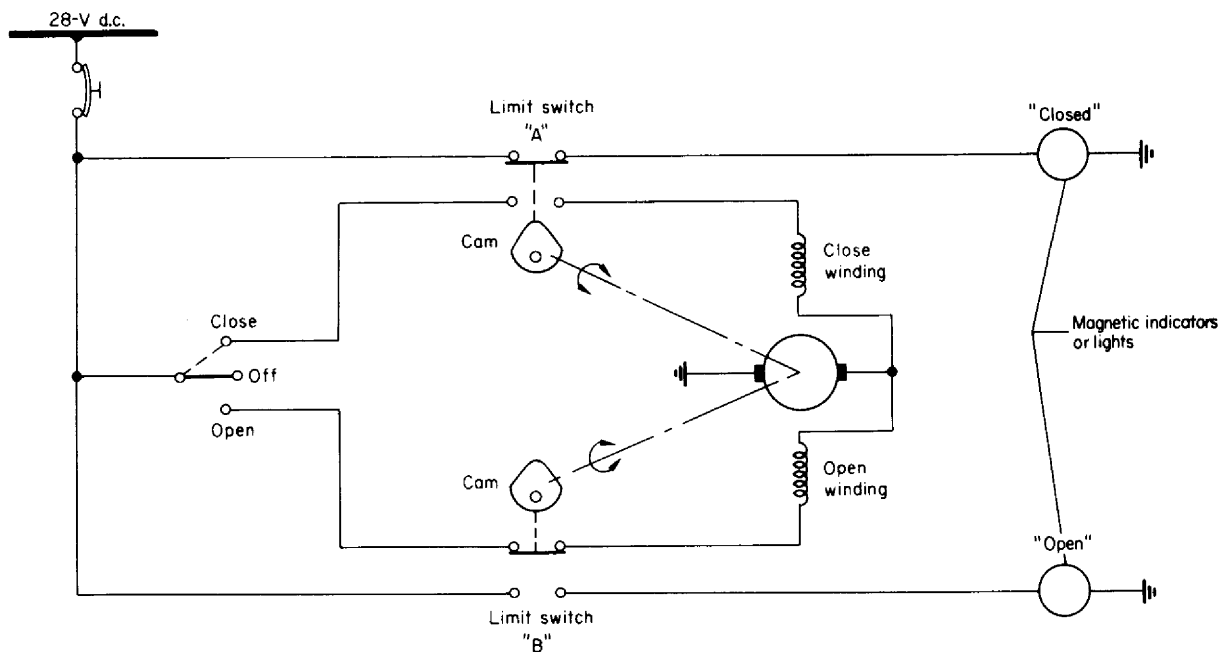 28-V d.c.
Limit switch
"A"
"Closed"
Cam
Close
winding
Close
Magnetic indicators
or lights
Off
Open
Cam
Open
winding
"Open"
Limit switch
"B"